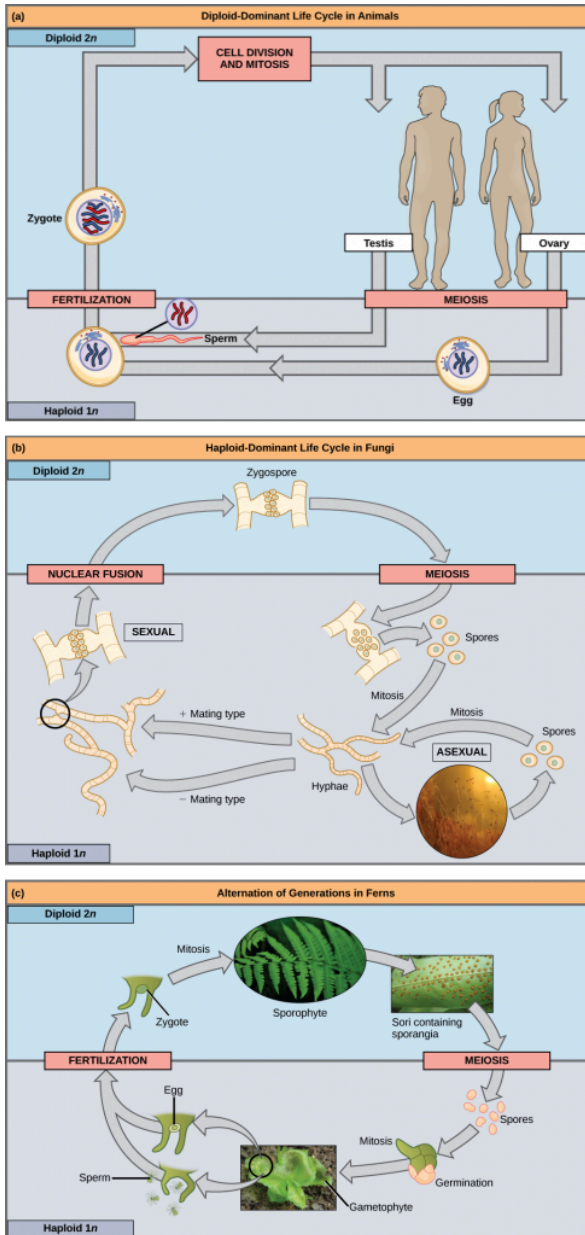 (a) Diploid-Dominant Life Cycle in Animals
Diploid 2n
CELL DIVISION
AND MITOSIS
Zygote
Testis
Ovary
FERTILIZATION
MEIOSIS
Sperm
Egg
Haploid 1n
(b) Haploid-Dominant Life Cycle in Fungi
Diploid 2n
Zygospore
NUCLEAR FUSION
MEIOSIS
SEXUAL
Spores
Mitosis
+ Mating type
Mitosis
Spores
ASEXUAL
Hyphae
− Mating type
Haploid 1n
(c) Alternation of Generations in Ferns
Diploid 2n
Mitosis
Zygote
Sporophyte
Sori containing
sporangia
FERTILIZATION
MEIOSIS
Egg
Spores
Mitosis
Sperm
Germination
Gametophyte
Haploid 1n